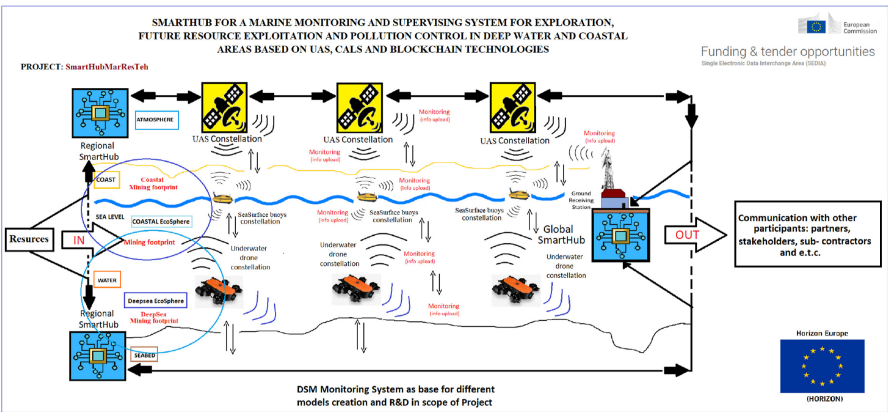 SMARTHUB FOR A MARINE MONITORING AND SUPERVISING SYSTEM FOR EXPLORATION,
FUTURE RESOURCE EXPLOITATION AND POLLUTION CONTROL IN DEEP WATER AND COASTAL
AREAS BASED ON UAS, CALS AND BLOCKCHAIN TECHNOLOGIES
European
Commission
Funding & tender opportunities
Single Electronic Data Interchange Area (SEDIA)
PROJECT: SmartHubMarResTeh
ATMOSPHERE
Regional
SmartHub
UAS Constellation
UAS Constellation
UAS Constellation
Monitoring
(info upload)
Monitoring
(info upload)
Monitoring
(info upload)
Monitoring
(info upload)
Monitoring
(info upload)
COAST
Coastal
Mining footprint
Monitoring
(info upload)
Ground
Receiving
Station
SEA LEVEL
COASTAL EcoSphere
SeaSurface buoys
constellation
Monitoring
(info upload)
SeaSurface buoys
constellation
SeaSurface buoys
constellation
Resurces
IN
Mining footprint
Global
SmartHub
OUT
Communication with other
participants: partners,
stakeholders, sub- contractors
and e.t.c.
Underwater
drone
constellation
Underwater
drone
constellation
Monitoring
(info upload)
Underwater
drone
constellation
WATER
Deepsea EcoSphere
DeepSea
Mining footprint
Monitoring
(info upload)
Regional
SmartHub
SEABED
Horizon Europe
(HORIZON)
DSM Monitoring System as base for different
models creation and R&D in scope of Project